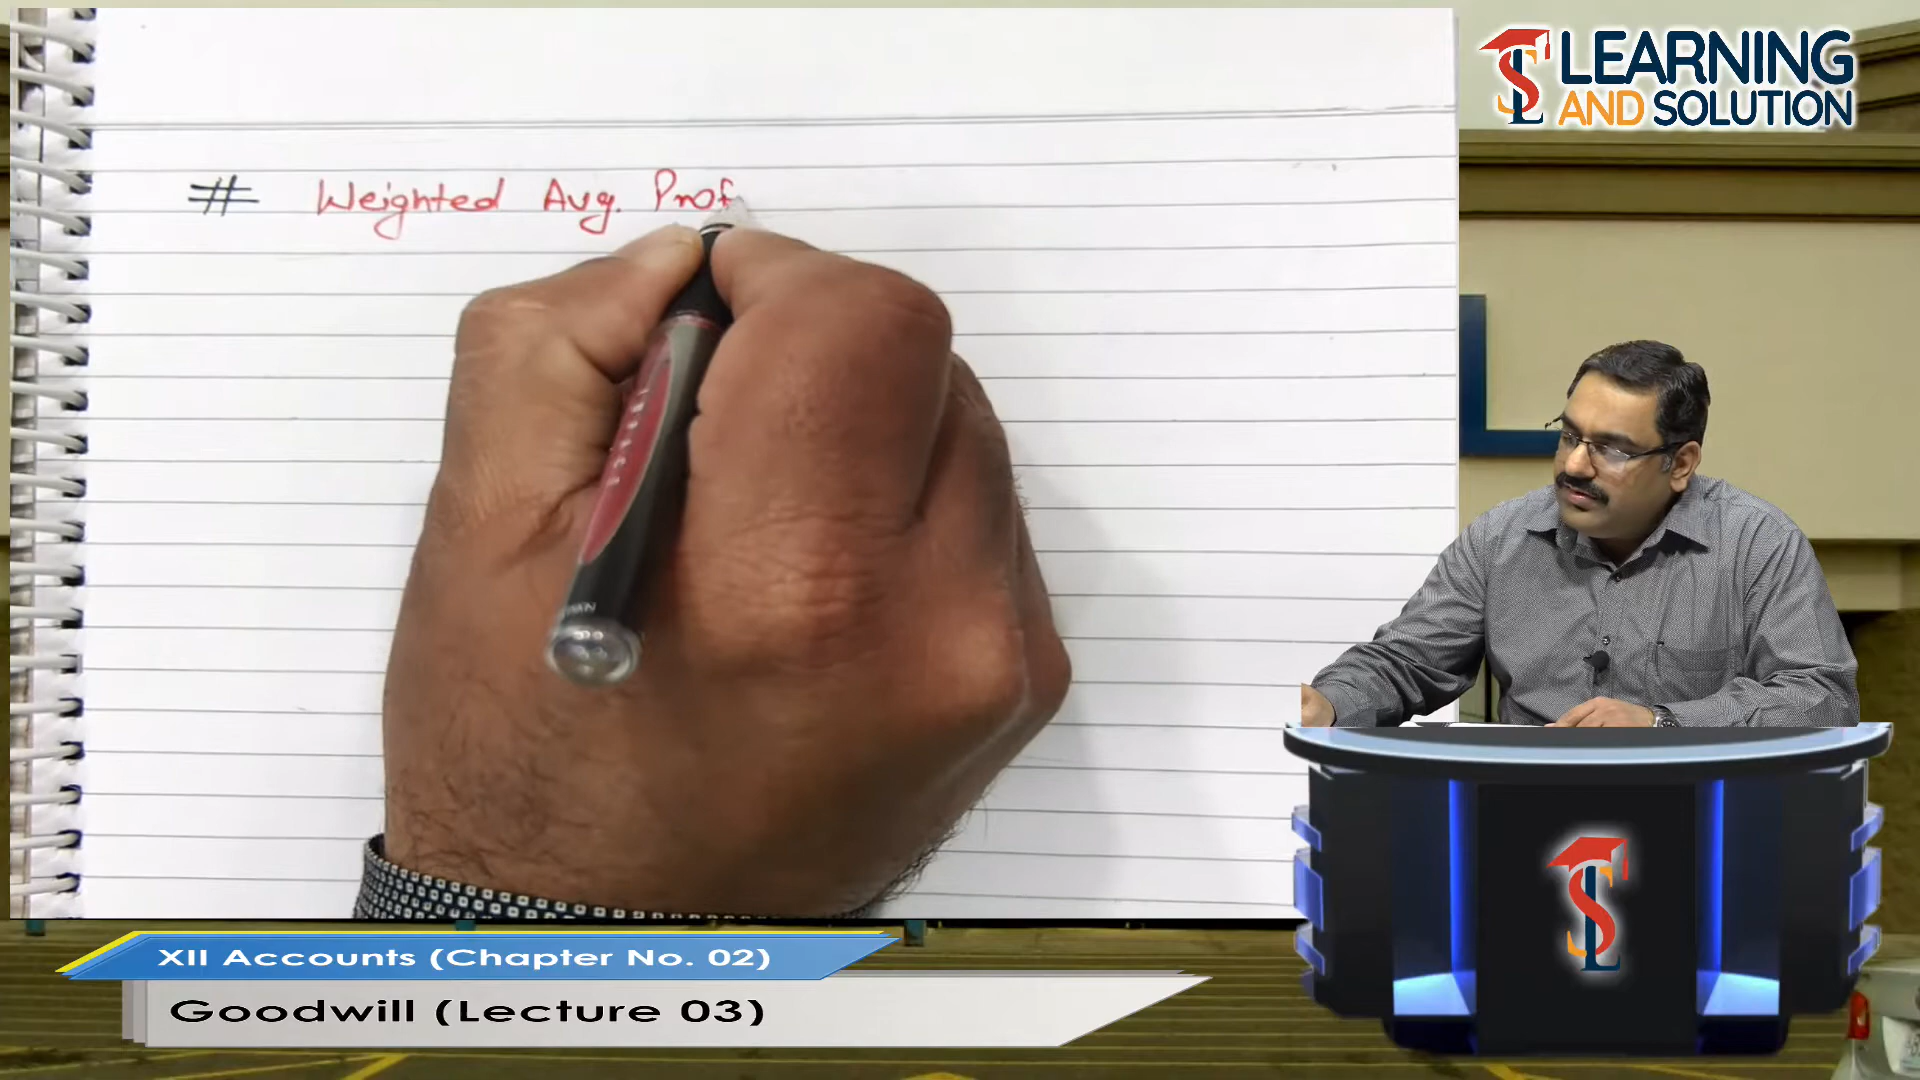 # Weighted Avg. Prof
LEARNING
AND SOLUTION
XII Accounts (Chapter No. 02)
Goodwill (Lecture 03)